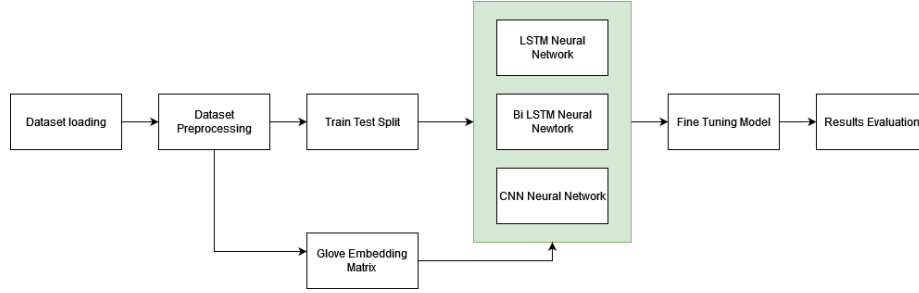 LSTM Neural
Network
Dataset loading
Dataset
Preprocessing
Train Test Split
Bi LSTM Neural
Newtork
Fine Tuning Model
Results Evaluation
CNN Neural Network
Glove Embedding
Matrix